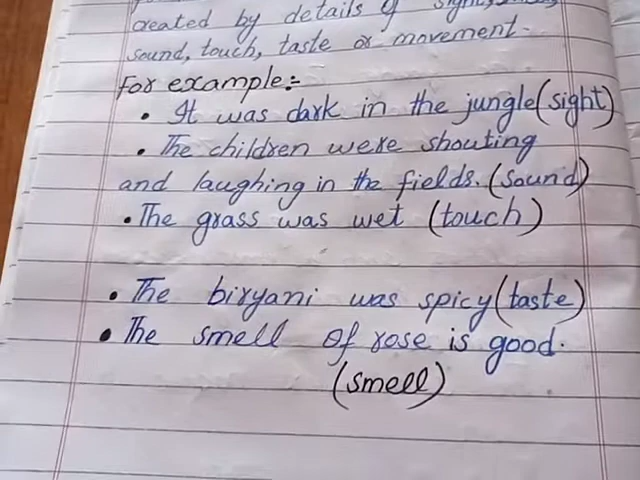 created by details of
sound, touch, taste or movement.
For example:-
• It was dark in the jungle (sight)
• The children were shouting
and laughing in the fields. (sound)
• The grass was wet (touch)
• The biryani was spicy (taste)
• The smell of rose is good.
(smell)